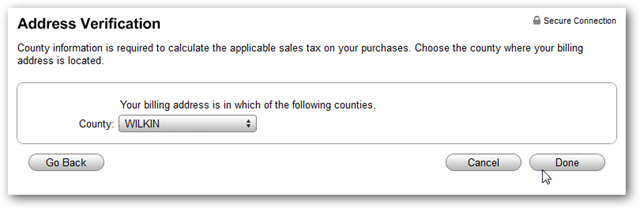 Address Verification
Secure Connection
County information is required to calculate the applicable sales tax on your purchases. Choose the county where your billing
address is located.
Your billing address is in which of the following counties.
County: WILKIN
Go Back Cancel Done